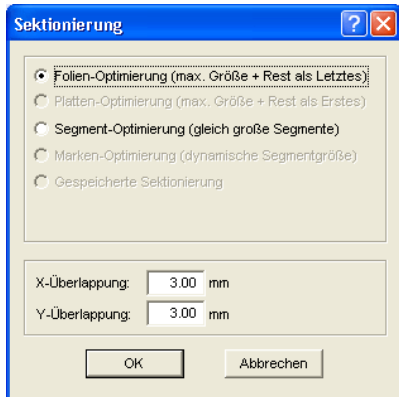 Sektionierung
Folien-Optimierung (max. Größe + Rest als Letztes)
Platten-Optimierung (max. Größe + Rest als Erstes)
Segment-Optimierung (gleich große Segmente)
Marken-Optimierung (dynamische Segmentgröße)
Gespeicherte Sektionierung
X-Überlappung: 3.00 mm
Y-Überlappung: 3.00 mm
OK Abbrechen